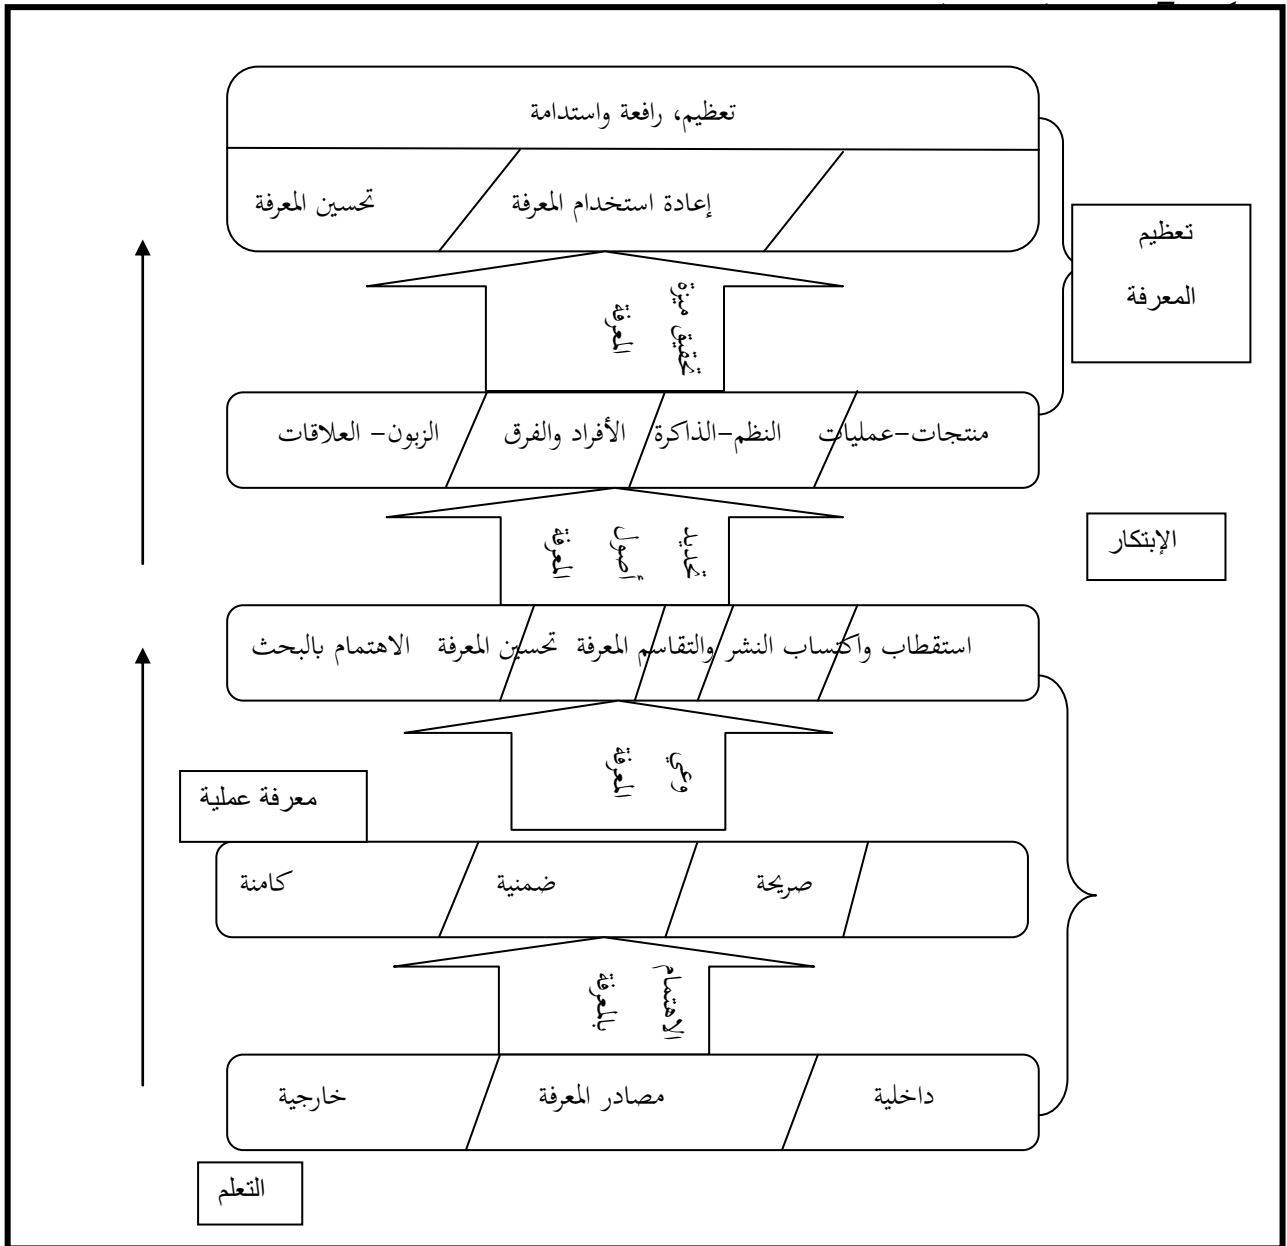 تعظيم، رافعة واستدامة
إعادة استخدام المعرفة
تحسين المعرفة
تعظيم
المعرفة
تحقيق ميزة
المعرفة
منتجات-عمليات
النظم-الذاكرة
الأفراد والفرق
الزبون- العلاقات
تحديد
أصول
المعرفة
الإبتكار
استقطاب واكتساب النشر والتقاسم المعرفة تحسين المعرفة الاهتمام بالبحث
وعي
المعرفة
معرفة عملية
صريحة
ضمنية
كامنة
الاهتمام
بالمعرفة
داخلية
مصادر المعرفة
خارجية
التعلم